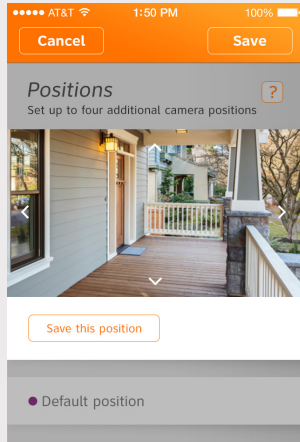 AT&T 1:50 PM 100%
Cancel Save
Positions ?
Set up to four additional camera positions
Save this position
Default position